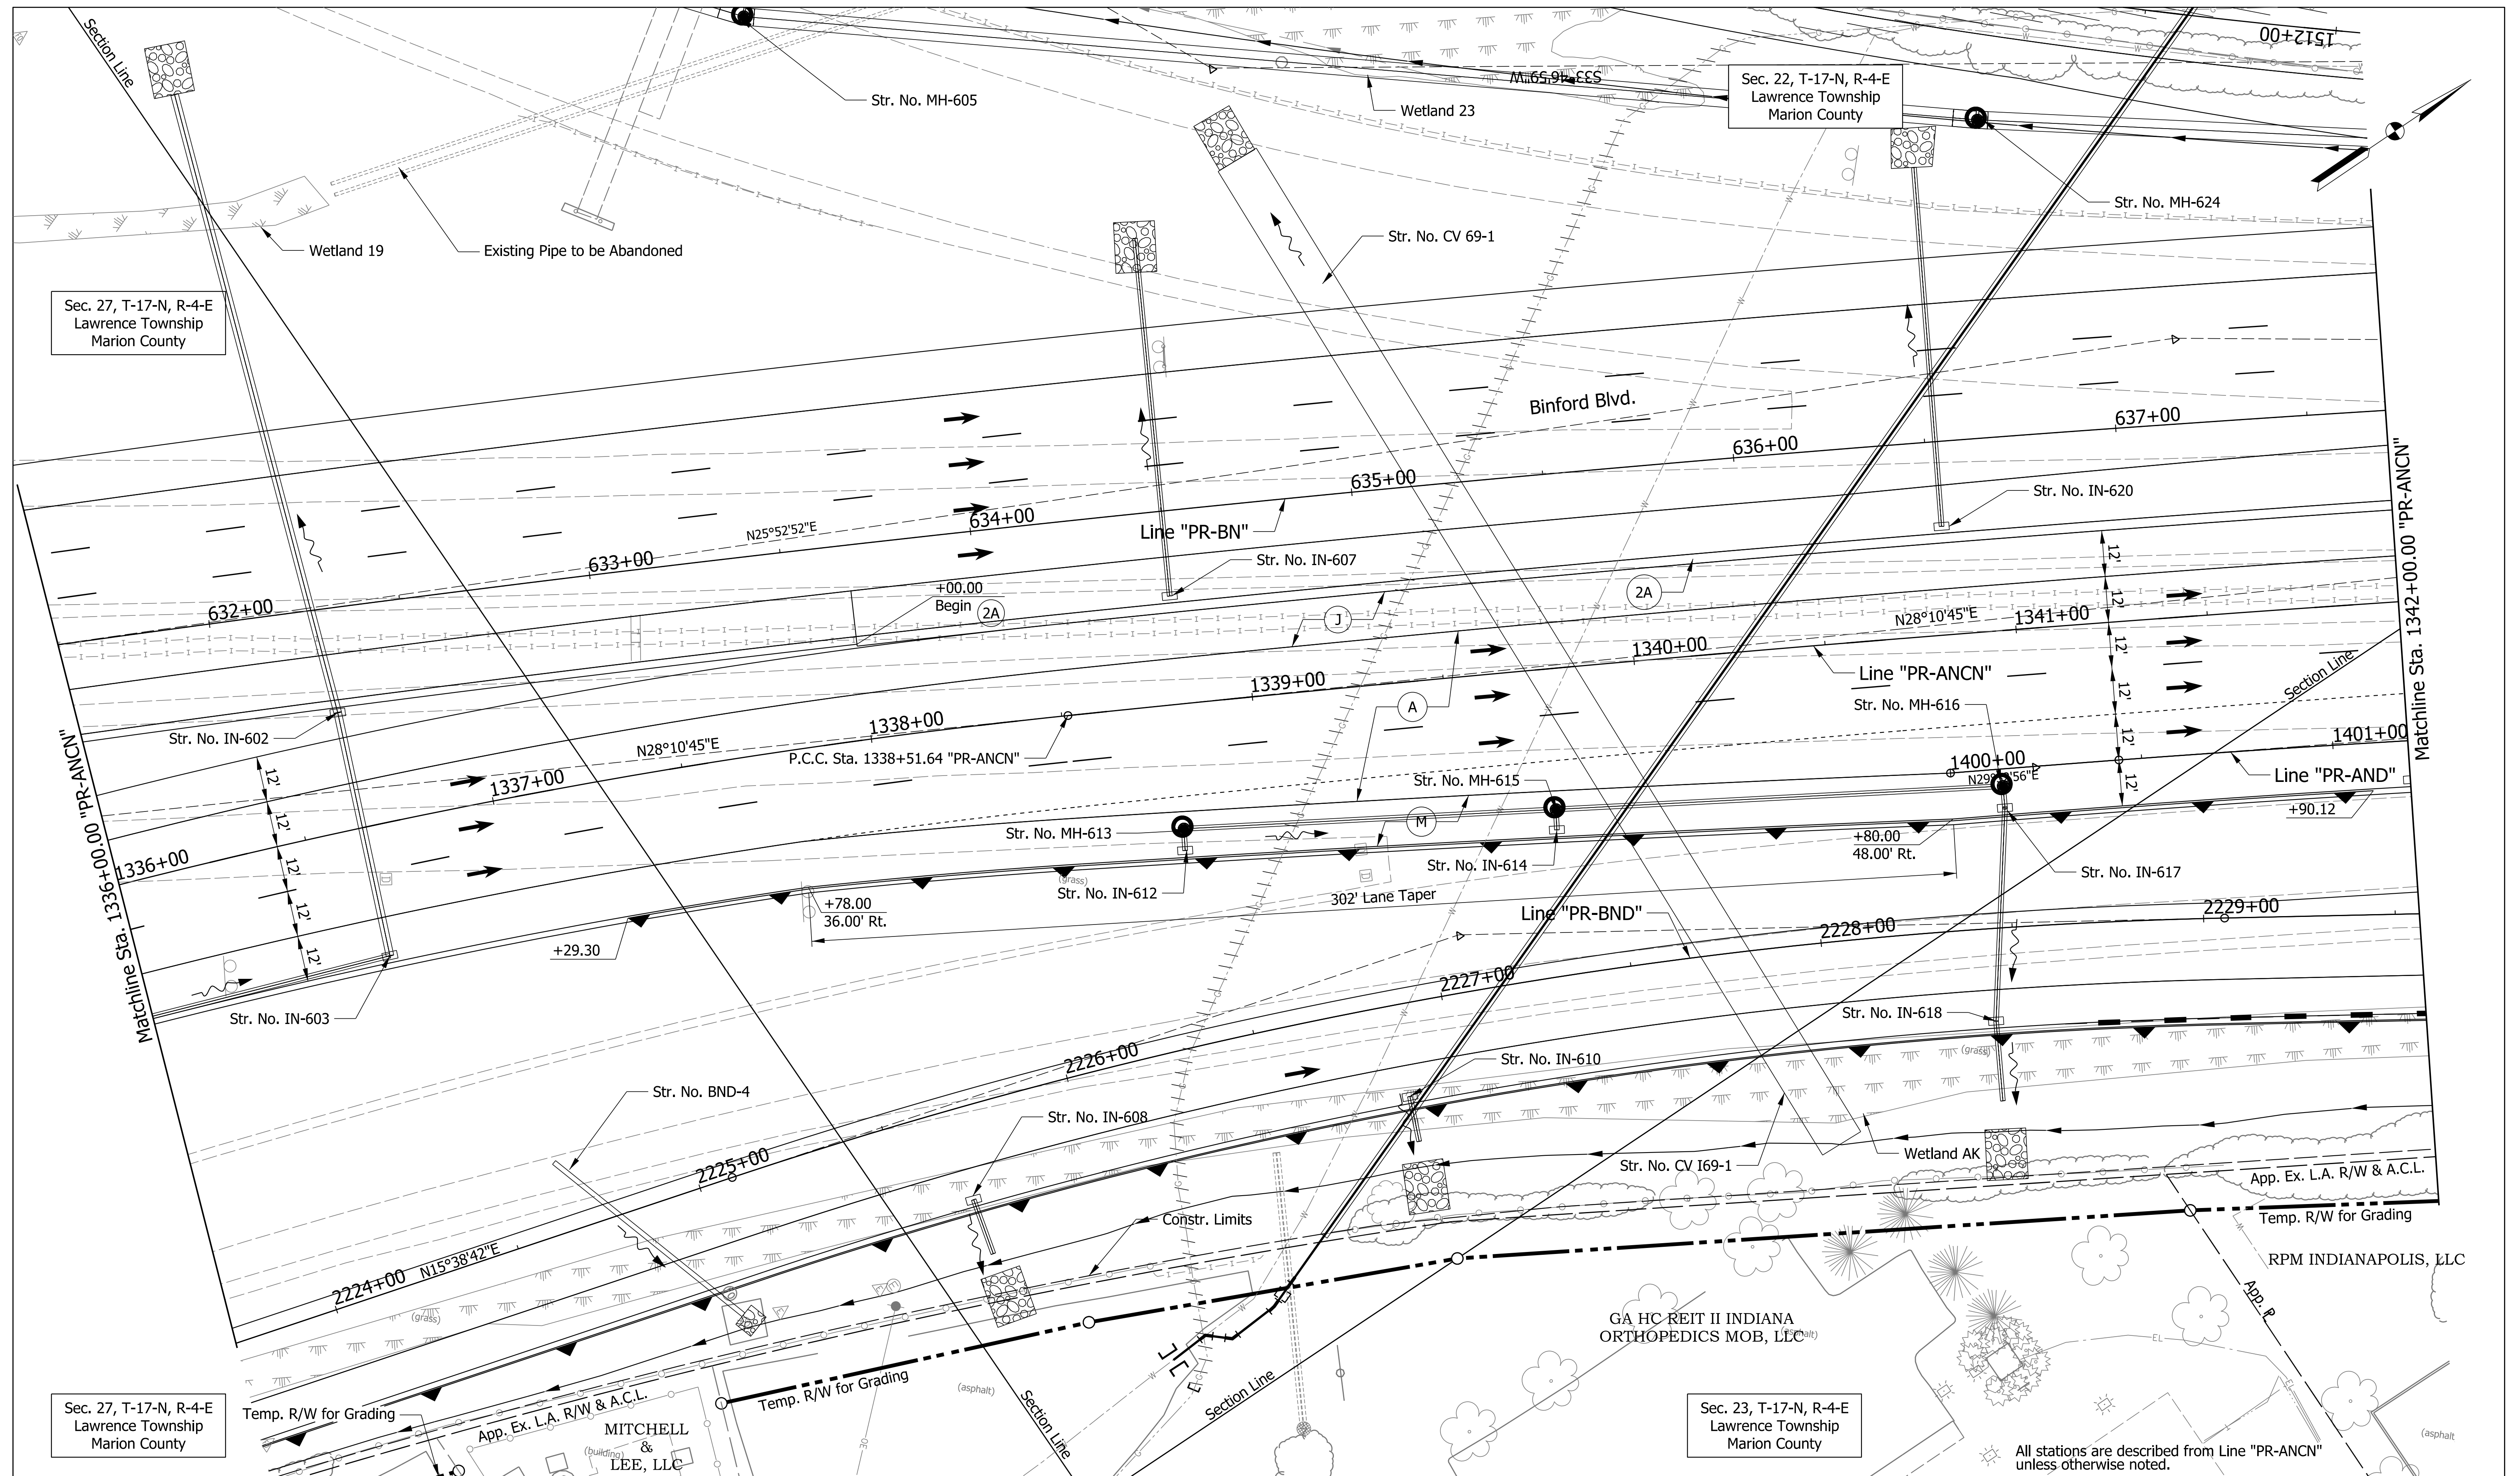 Section Line
Str. No. MH-605
Wetland 23
S33°46'59"W
Sec. 22, T-17-N, R-4-E
Lawrence Township
Marion County
1512+00
Str. No. MH-624
Wetland 19
Existing Pipe to be Abandoned
Str. No. CV 69-1
Sec. 27, T-17-N, R-4-E
Lawrence Township
Marion County
Binford Blvd.
632+00
633+00
634+00
635+00
636+00
637+00
N25°52'52"E
Line "PR-BN"
Str. No. IN-607
Str. No. IN-620
+00.00
Begin
2A
2A
J
A
M
N28°10'45"E
1336+00
1337+00
1338+00
1339+00
1340+00
1341+00
N28°10'45"E
Line "PR-ANCN"
P.C.C. Sta. 1338+51.64 "PR-ANCN"
Str. No. IN-602
12'
12'
12'
12'
12'
12'
12'
12'
12'
12'
12'
Matchline Sta. 1336+00.00 "PR-ANCN"
Matchline Sta. 1342+00.00 "PR-ANCN"
Section Line
Str. No. MH-616
1400+00
1401+00
Line "PR-AND"
+90.12
Str. No. MH-615
Str. No. MH-613
Str. No. IN-612
Str. No. IN-614
+80.00
48.00' Rt.
Str. No. IN-617
(grass)
+78.00
36.00' Rt.
302' Lane Taper
+29.30
Str. No. IN-603
Line "PR-BND"
2224+00
2225+00
2226+00
2227+00
2228+00
2229+00
N15°38'42"E
Str. No. IN-618
(grass)
Str. No. IN-610
Str. No. BND-4
Str. No. IN-608
Str. No. CV I69-1
Wetland AK
Constr. Limits
App. Ex. L.A. R/W & A.C.L.
Temp. R/W for Grading
RPM INDIANAPOLIS, LLC
App. P
(grass)
GA HC REIT II INDIANA
ORTHOPEDICS MOB, LLC
(asphalt)
EL
Sec. 27, T-17-N, R-4-E
Lawrence Township
Marion County
Temp. R/W for Grading
App. Ex. L.A. R/W & A.C.L.
Temp. R/W for Grading
(asphalt)
MITCHELL
&
LEE, LLC
(building)
30
Section Line
Section Line
Sec. 23, T-17-N, R-4-E
Lawrence Township
Marion County
All stations are described from Line "PR-ANCN"
unless otherwise noted.
(asphalt